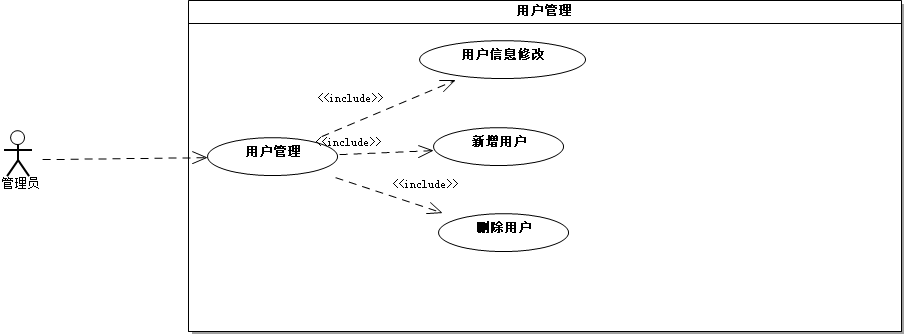 用户管理
用户信息修改
<<include>>
<<include>>
新增用户
用户管理
管理员
<<include>>
删除用户